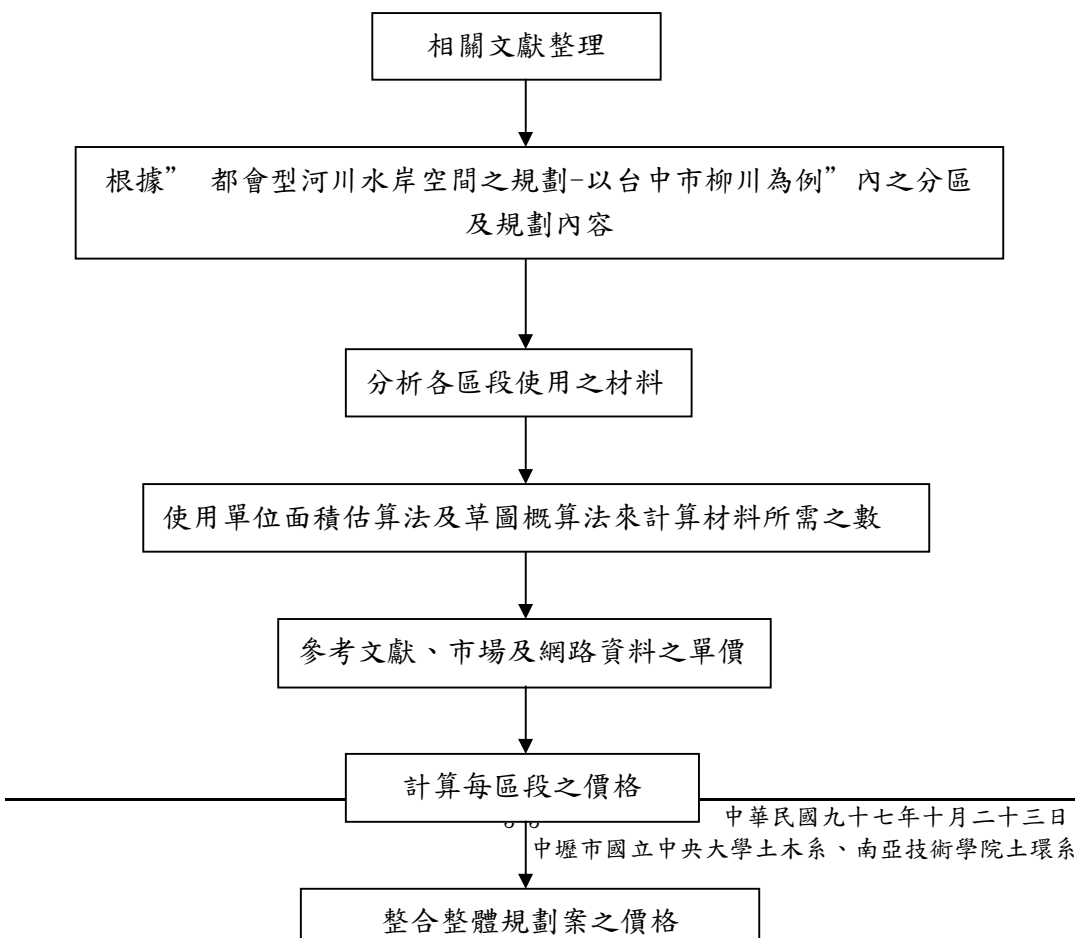 相關文獻整理
根據” 都會型河川水岸空間之規劃-以台中市柳川為例”內之分區
及規劃內容
分析各區段使用之材料
使用單位面積估算法及草圖概算法來計算材料所需之數
參考文獻、市場及網路資料之單價
計算每區段之價格
中華民國九十七年十月二十三日
中壢市國立中央大學土木系、南亞技術學院土環系
整合整體規劃案之價格